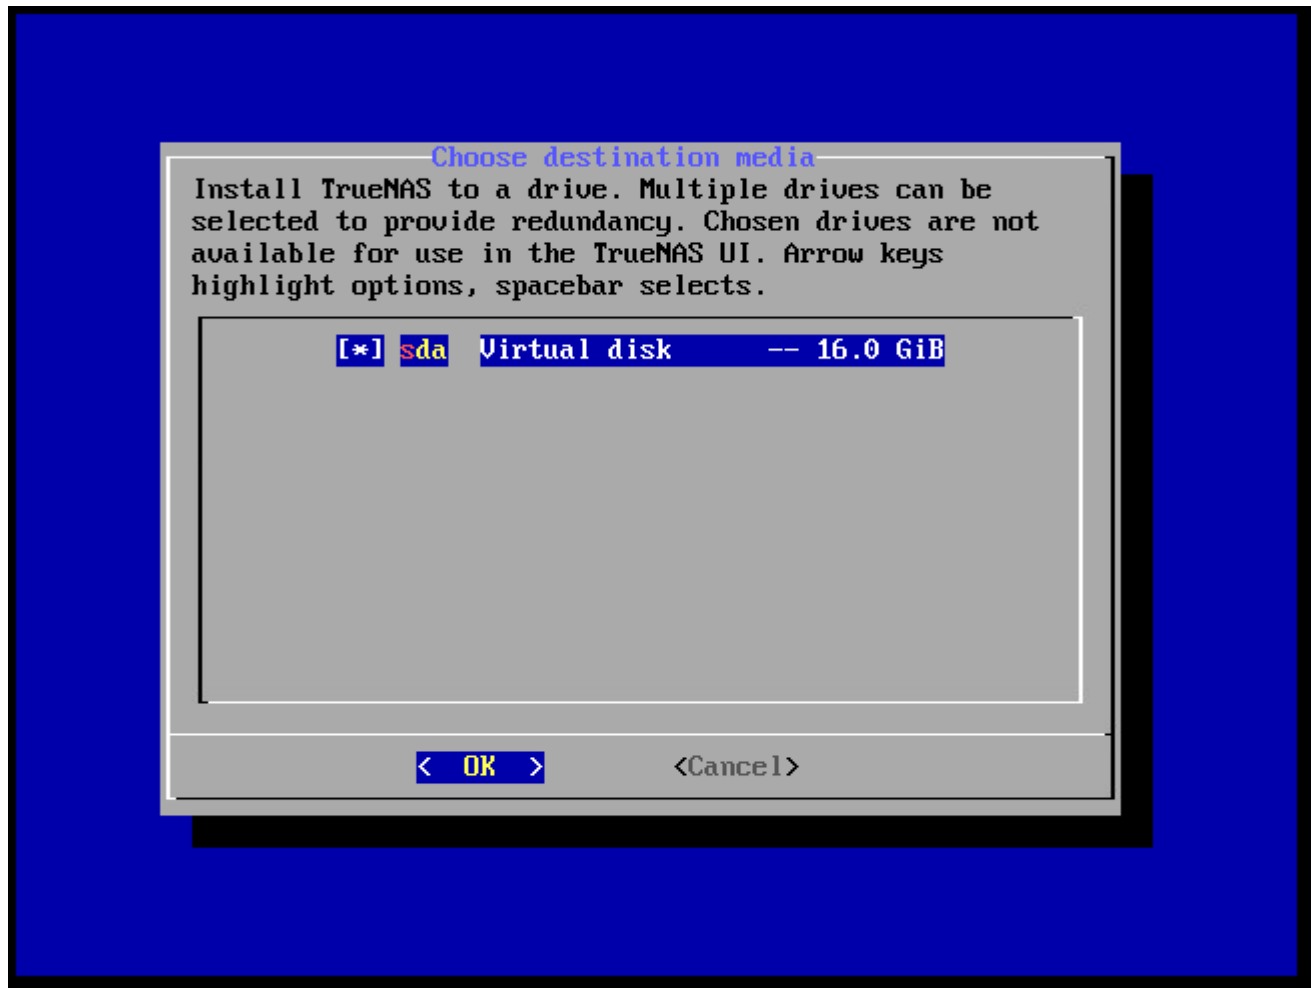 Choose destination media
Install TrueNAS to a drive. Multiple drives can be
selected to provide redundancy. Chosen drives are not
available for use in the TrueNAS UI. Arrow keys
highlight options, spacebar selects.
[*] sda Virtual disk -- 16.0 GiB
< OK > <Cancel>